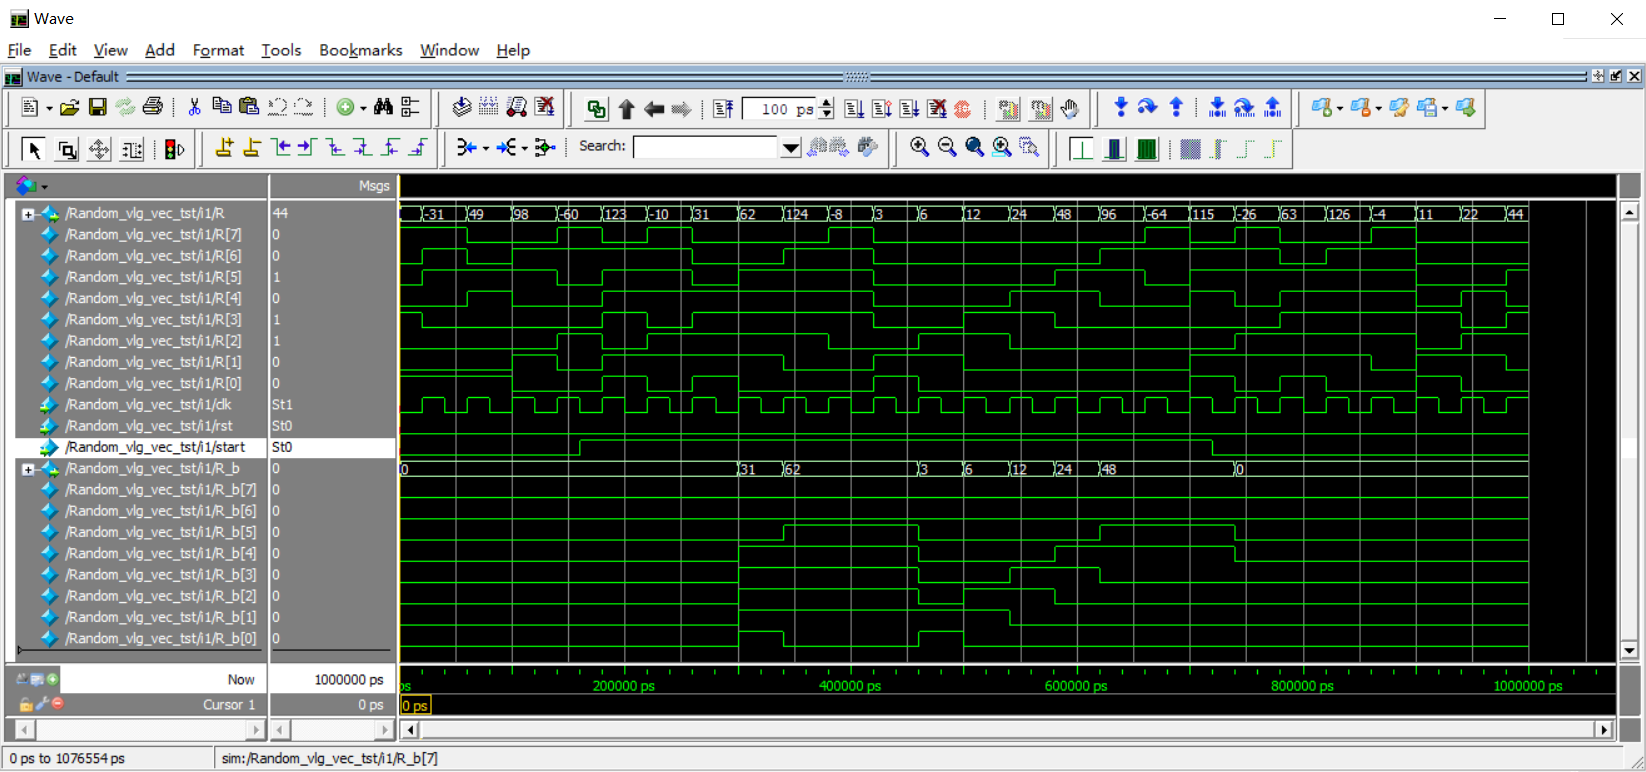 Wave
File Edit View Add Format Tools Bookmarks Window Help
Wave - Default
100 ps
Search:
Msgs
/Random_vlg_vec_tst/i1/R 44 -31 49 98 -60 123 -10 31 62 124 -8 3 6 12 24 48 96 -64 115 -26 63 126 -4 11 22 44
/Random_vlg_vec_tst/i1/R[7] 0
/Random_vlg_vec_tst/i1/R[6] 0
/Random_vlg_vec_tst/i1/R[5] 1
/Random_vlg_vec_tst/i1/R[4] 0
/Random_vlg_vec_tst/i1/R[3] 1
/Random_vlg_vec_tst/i1/R[2] 1
/Random_vlg_vec_tst/i1/R[1] 0
/Random_vlg_vec_tst/i1/R[0] 0
/Random_vlg_vec_tst/i1/clk St1
/Random_vlg_vec_tst/i1/rst St0
/Random_vlg_vec_tst/i1/start St0
/Random_vlg_vec_tst/i1/R_b 0 0 31 62 3 6 12 24 48 0
/Random_vlg_vec_tst/i1/R_b[7] 0
/Random_vlg_vec_tst/i1/R_b[6] 0
/Random_vlg_vec_tst/i1/R_b[5] 0
/Random_vlg_vec_tst/i1/R_b[4] 0
/Random_vlg_vec_tst/i1/R_b[3] 0
/Random_vlg_vec_tst/i1/R_b[2] 0
/Random_vlg_vec_tst/i1/R_b[1] 0
/Random_vlg_vec_tst/i1/R_b[0] 0
Now 1000000 ps ps 200000 ps 400000 ps 600000 ps 800000 ps 1000000 ps
Cursor 1 0 ps 0 ps
0 ps to 1076554 ps sim:/Random_vlg_vec_tst/i1/R_b[7]